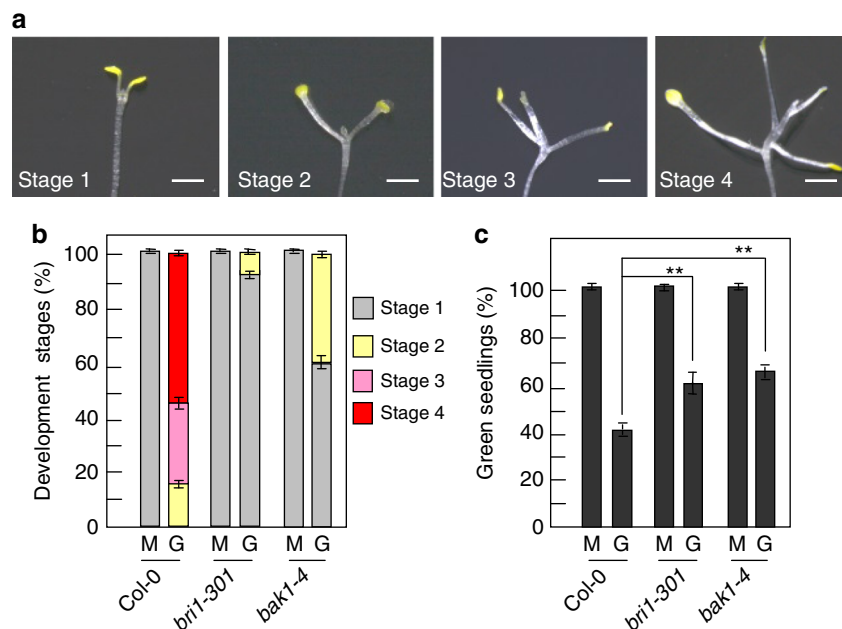 a
Stage 1
Stage 2
Stage 3
Stage 4
b
Development stages (%)
100
80
60
40
20
0
M G M G M G
Col-0
bri1-301
bak1-4
Stage 1
Stage 2
Stage 3
Stage 4
c
Green seedlings (%)
100
80
60
40
20
0
**
**
M G M G M G
Col-0
bri1-301
bak1-4